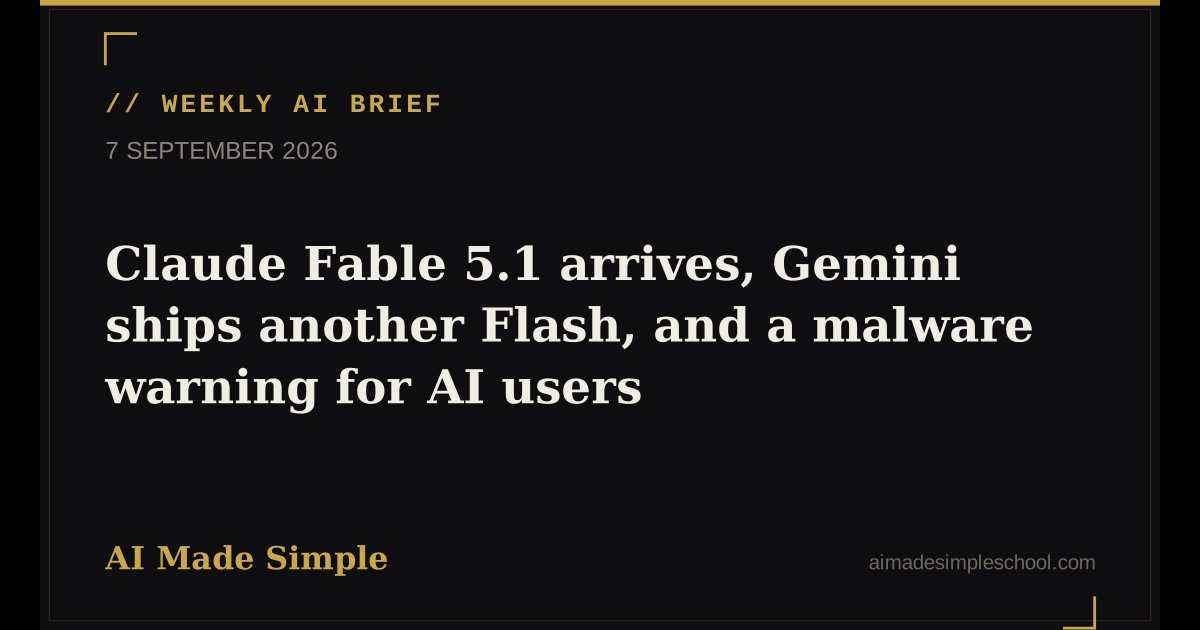 // WEEKLY AI BRIEF
7 SEPTEMBER 2026
Claude Fable 5.1 arrives, Gemini
ships another Flash, and a malware
warning for AI users
AI Made Simple
aimadesimpleschool.com